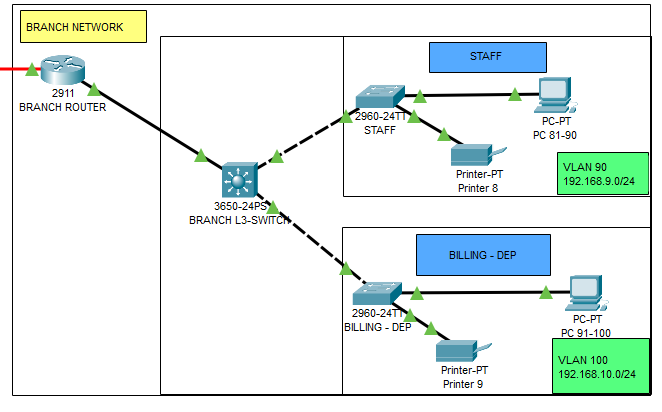 BRANCH NETWORK
2911
BRANCH ROUTER
3650-24PS
BRANCH L3-SWITCH
STAFF
2960-24TT
STAFF
PC-PT
PC 81-90
Printer-PT
Printer 8
VLAN 90
192.168.9.0/24
BILLING - DEP
2960-24TT
BILLING - DEP
PC-PT
PC 91-100
Printer-PT
Printer 9
VLAN 100
192.168.10.0/24